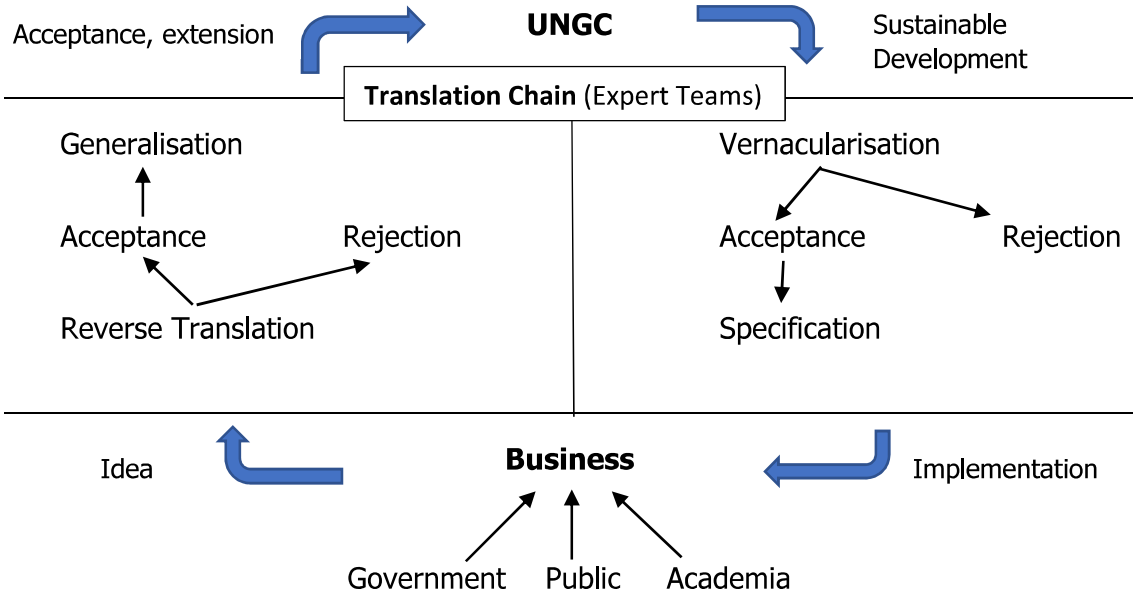 Acceptance, extension
UNGC
Sustainable
Development
Translation Chain (Expert Teams)
Generalisation
Vernacularisation
Acceptance
Rejection
Acceptance
Rejection
Reverse Translation
Specification
Idea
Business
Implementation
Government
Public
Academia